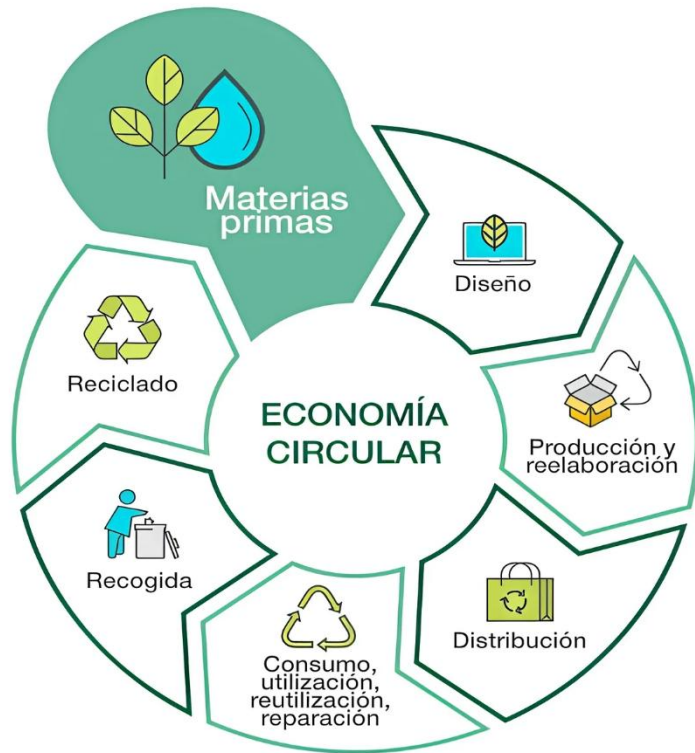 Materias
primas
Diseño
Producción y
reelaboración
Distribución
Consumo,
utilización,
reutilización,
reparación
Recogida
Reciclado
ECONOMÍA
CIRCULAR